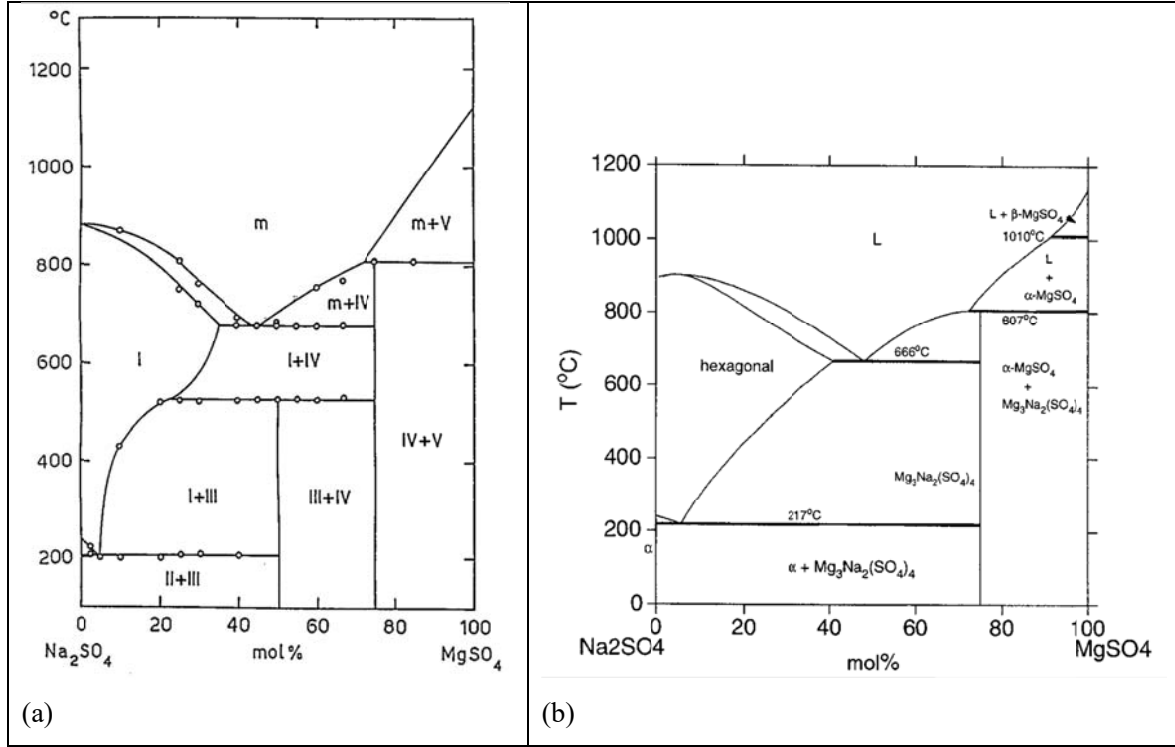 °C
1200
1000
800
600
400
200
m
m+V
m+IV
I
I+IV
IV+V
I+III
III+IV
II+III
0
20
40
60
80
100
Na₂SO₄
mol%
MgSO₄
(a)
1200
1000
800
600
400
200
0
T (°C)
L + β-MgSO₄
1010°C
L
L
+
α-MgSO₄
807°C
666°C
hexagonal
α-MgSO₄
+
Mg₃Na₂(SO₄)₄
Mg₃Na₂(SO₄)₄
217°C
α
α + Mg₃Na₂(SO₄)₄
0
20
40
60
80
100
Na2SO4
mol%
MgSO4
(b)